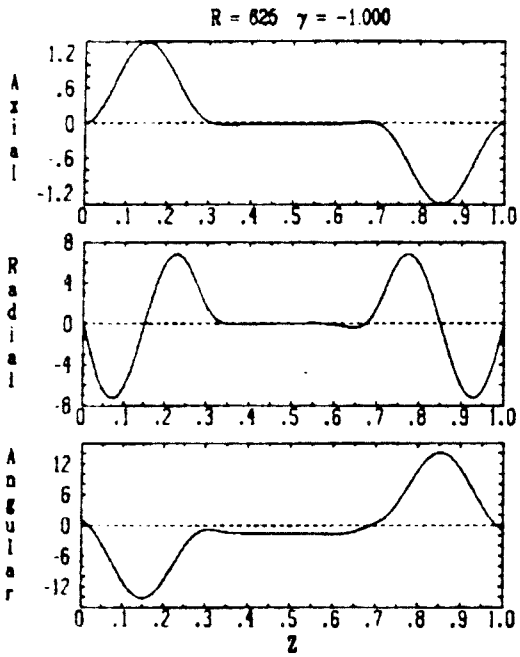 R = 625 γ = -1.000
Axial
1.2
.6
0
-.6
-1.2
0 .1 .2 .3 .4 .5 .6 .7 .8 .9 1.0
Radial
8
4
0
-4
-8
0 .1 .2 .3 .4 .5 .6 .7 .8 .9 1.0
Angular
12
6
0
-6
-12
0 .1 .2 .3 .4 .5 .6 .7 .8 .9 1.0
Z